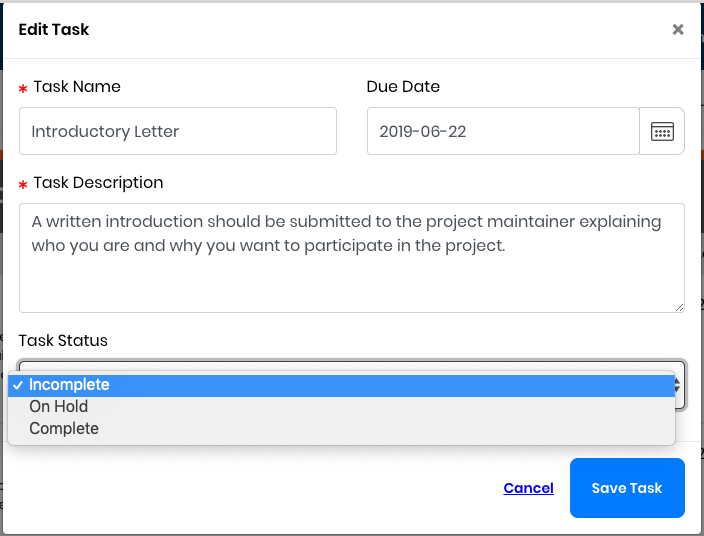 Edit Task
×
* Task Name
Due Date
Introductory Letter
2019-06-22
* Task Description
A written introduction should be submitted to the project maintainer explaining
who you are and why you want to participate in the project.
Task Status
✓ Incomplete
On Hold
Complete
Cancel
Save Task